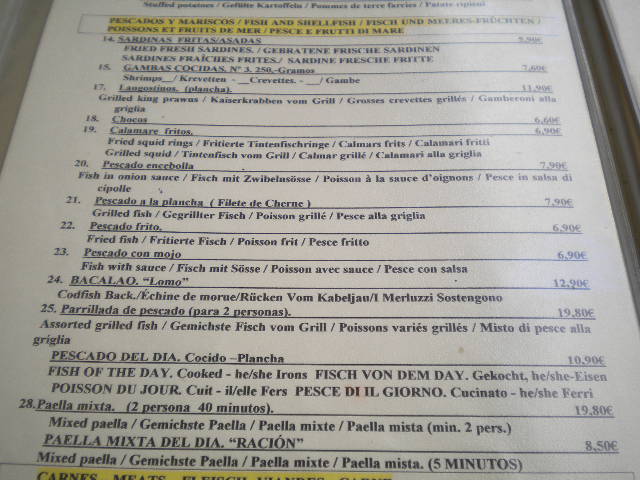 Stuffed potatoes / Gefülte Kartoffeln / Pommes de terre farcies / Patate ripini
PESCADOS Y MARISCOS / FISH AND SHELLFISH / FISCH UND MEERES-FRÜCHTEN /
POISSONS ET FRUITS DE MER / PESCE E FRUTTI DI MARE
14. SARDINAS FRITAS/ASADAS 5,90€
FRIED FRESH SARDINES. / GEBRATENE FRISCHE SARDINEN
SARDINES FRAÎCHES FRITES./ SARDINE FRESCHE FRITTE
15. GAMBAS COCIDAS. Nº 3. 250,-Gramos 7,60€
Shrimps__/ Krevetten - __Crevettes. - ___/ Gambe
17. Langostinos. (plancha). 11,90€
Grilled king prawns / Kaiserkrabben vom Grill / Grosses crevettes grillés / Gamberoni alla
griglia
18. Chocos 6,60€
19. Calamare fritos. 6,90€
Fried squid rings / Fritierte Tintenfischringe / Calmars frits / Calamari fritti
Grilled squid / Tintenfisch vom Grill / Calmar grillé / Calamari alla griglia
20. Pescado encebolla 7,90€
Fish in onion sauce / Fisch mit Zwibelnsösse / Poisson à la sauce d'oignons / Pesce in salsa di
cipolle
21. Pescado a la plancha ( Filete de Cherne ) 7,90€
Grilled fish / Gegrillter Fisch / Poisson grillé / Pesce alla griglia
22. Pescado frito. 6,90€
Fried fish / Fritierte Fisch / Poisson frit / Pesce fritto
23. Pescado con mojo 6,90€
Fish with sauce / Fisch mit Sösse / Poisson avec sauce / Pesce con salsa
24. BACALAO. “Lomo” 12,90€
Codfish Back./Échine de morue/Rücken Vom Kabeljau/I Merluzzi Sostengono
25. Parrillada de pescado (para 2 personas). 19,80€
Assorted grilled fish / Gemichste Fisch vom Grill / Poissons variés grillés / Misto di pesce alla
griglia
PESCADO DEL DIA. Cocido –Plancha 10,90€
FISH OF THE DAY. Cooked - he/she Irons FISCH VON DEM DAY. Gekocht, he/she-Eisen
POISSON DU JOUR. Cuit - il/elle Fers PESCE DI IL GIORNO. Cucinato - he/she Ferri
28.Paella mixta. (2 persona 40 minutos). 19,80€
Mixed paella / Gemichste Paella / Paella mixte / Paella mista (min. 2 pers.)
PAELLA MIXTA DEL DIA. “RACIÓN” 8,50€
Mixed paella / Gemichste Paella / Paella mixte / Paella mista. (5 MINUTOS)
CARNES MEATS FLEISCH VIANDES CARNE